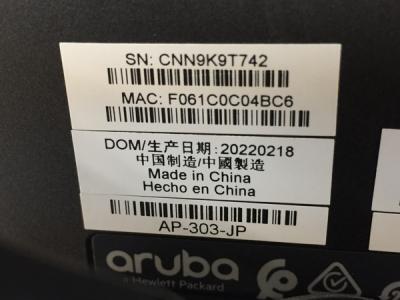 SN: CNN9K9T742
MAC: F061C0C04BC6
DOM/生产日期: 20220218
中国制造/中國製造
Made in China
Hecho en China
AP-303-JP
aruba
a Hewlett Packard